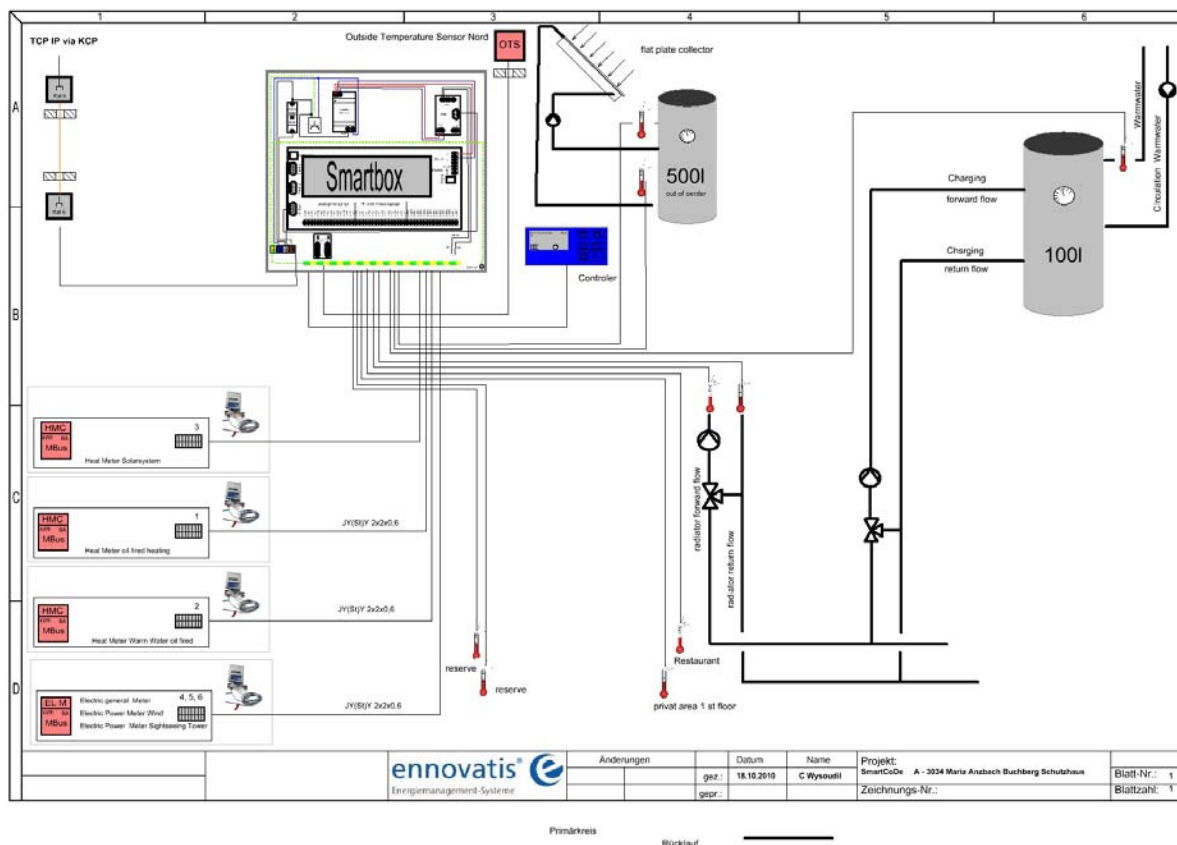 1 2 3 4 5 6
TCP IP via KCP
Outside Temperature Sensor Nord
OTS
flat plate collector
A
Smartbox
500l
out of oerder
Warmwater
Circulation Warmwater
Charging
forward flow
Chsrging
return flow
100l
Controler
B
HMC
MBus
3
Heat Meter Solarsystem
C
HMC
MBus
1
Heat Meter oil fired heating
JY(St)Y 2x2x0,6
HMC
MBus
2
Heat Meter Warm Water oil fired
JY(St)Y 2x2x0,6
radiator forward flow
radiator return flow
D
EL M
MBus
Electric general Meter
4, 5, 6
Electric Power Meter Wind
Electric Power Meter Sightseeing Tower
JY(St)Y 2x2x0,6
reserve
reserve
Restaurant
privat area 1 st floor
ennovatis®
Energiemanagement-Systeme
Änderungen
Datum
Name
gez.:
18.10.2010
C Wysoudil
gepr.:
Projekt:
SmartCoDe A - 3034 Maria Anzbach Buchberg Schutzhaus
Zeichnungs-Nr.:
Blatt-Nr.: 1
Blattzahl: 1
Primärkreis
Rücklauf